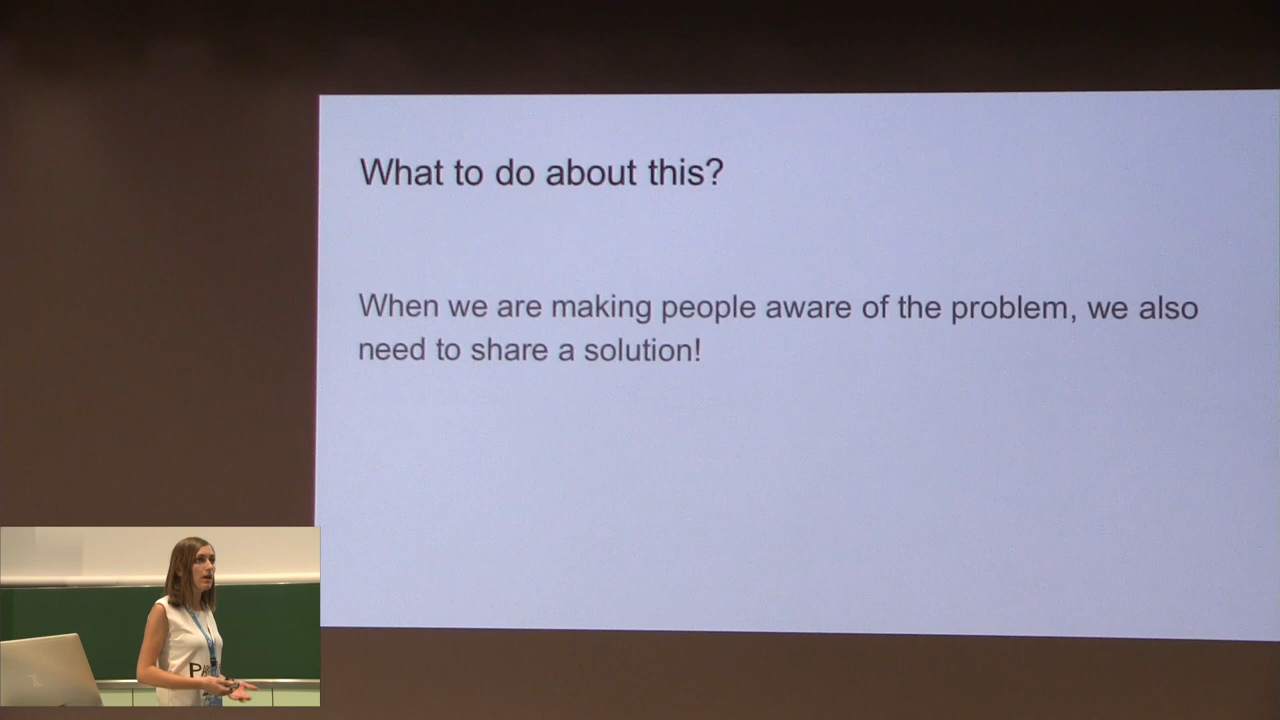 What to do about this?
When we are making people aware of the problem, we also
need to share a solution!